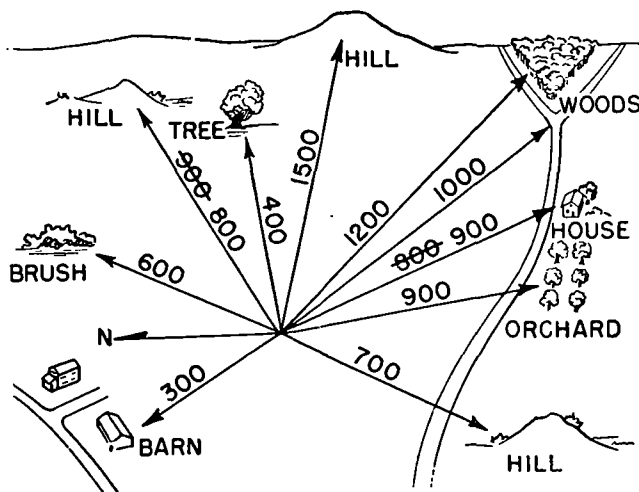 HILL
WOODS
HILL
TREE
1500
1200
1000
900 800
400
800 900
HOUSE
BRUSH
600
900
ORCHARD
N
300
700
BARN
HILL